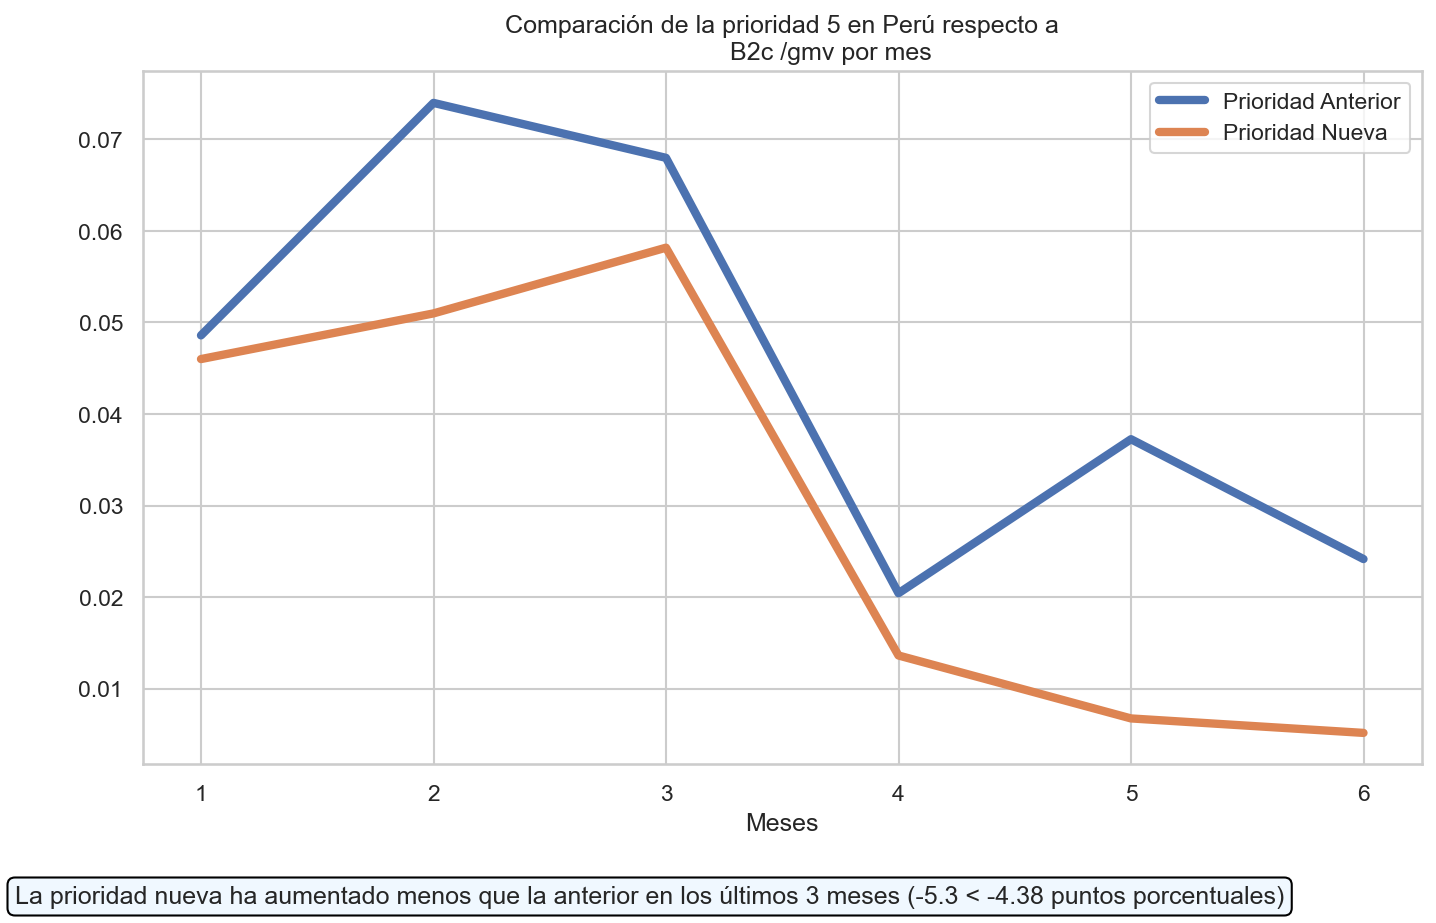 Comparación de la prioridad 5 en Perú respecto a
B2c /gmv por mes
Prioridad Anterior
Prioridad Nueva
0.07
0.06
0.05
0.04
0.03
0.02
0.01
1 2 3 4 5 6
Meses
La prioridad nueva ha aumentado menos que la anterior en los últimos 3 meses (-5.3 < -4.38 puntos porcentuales)